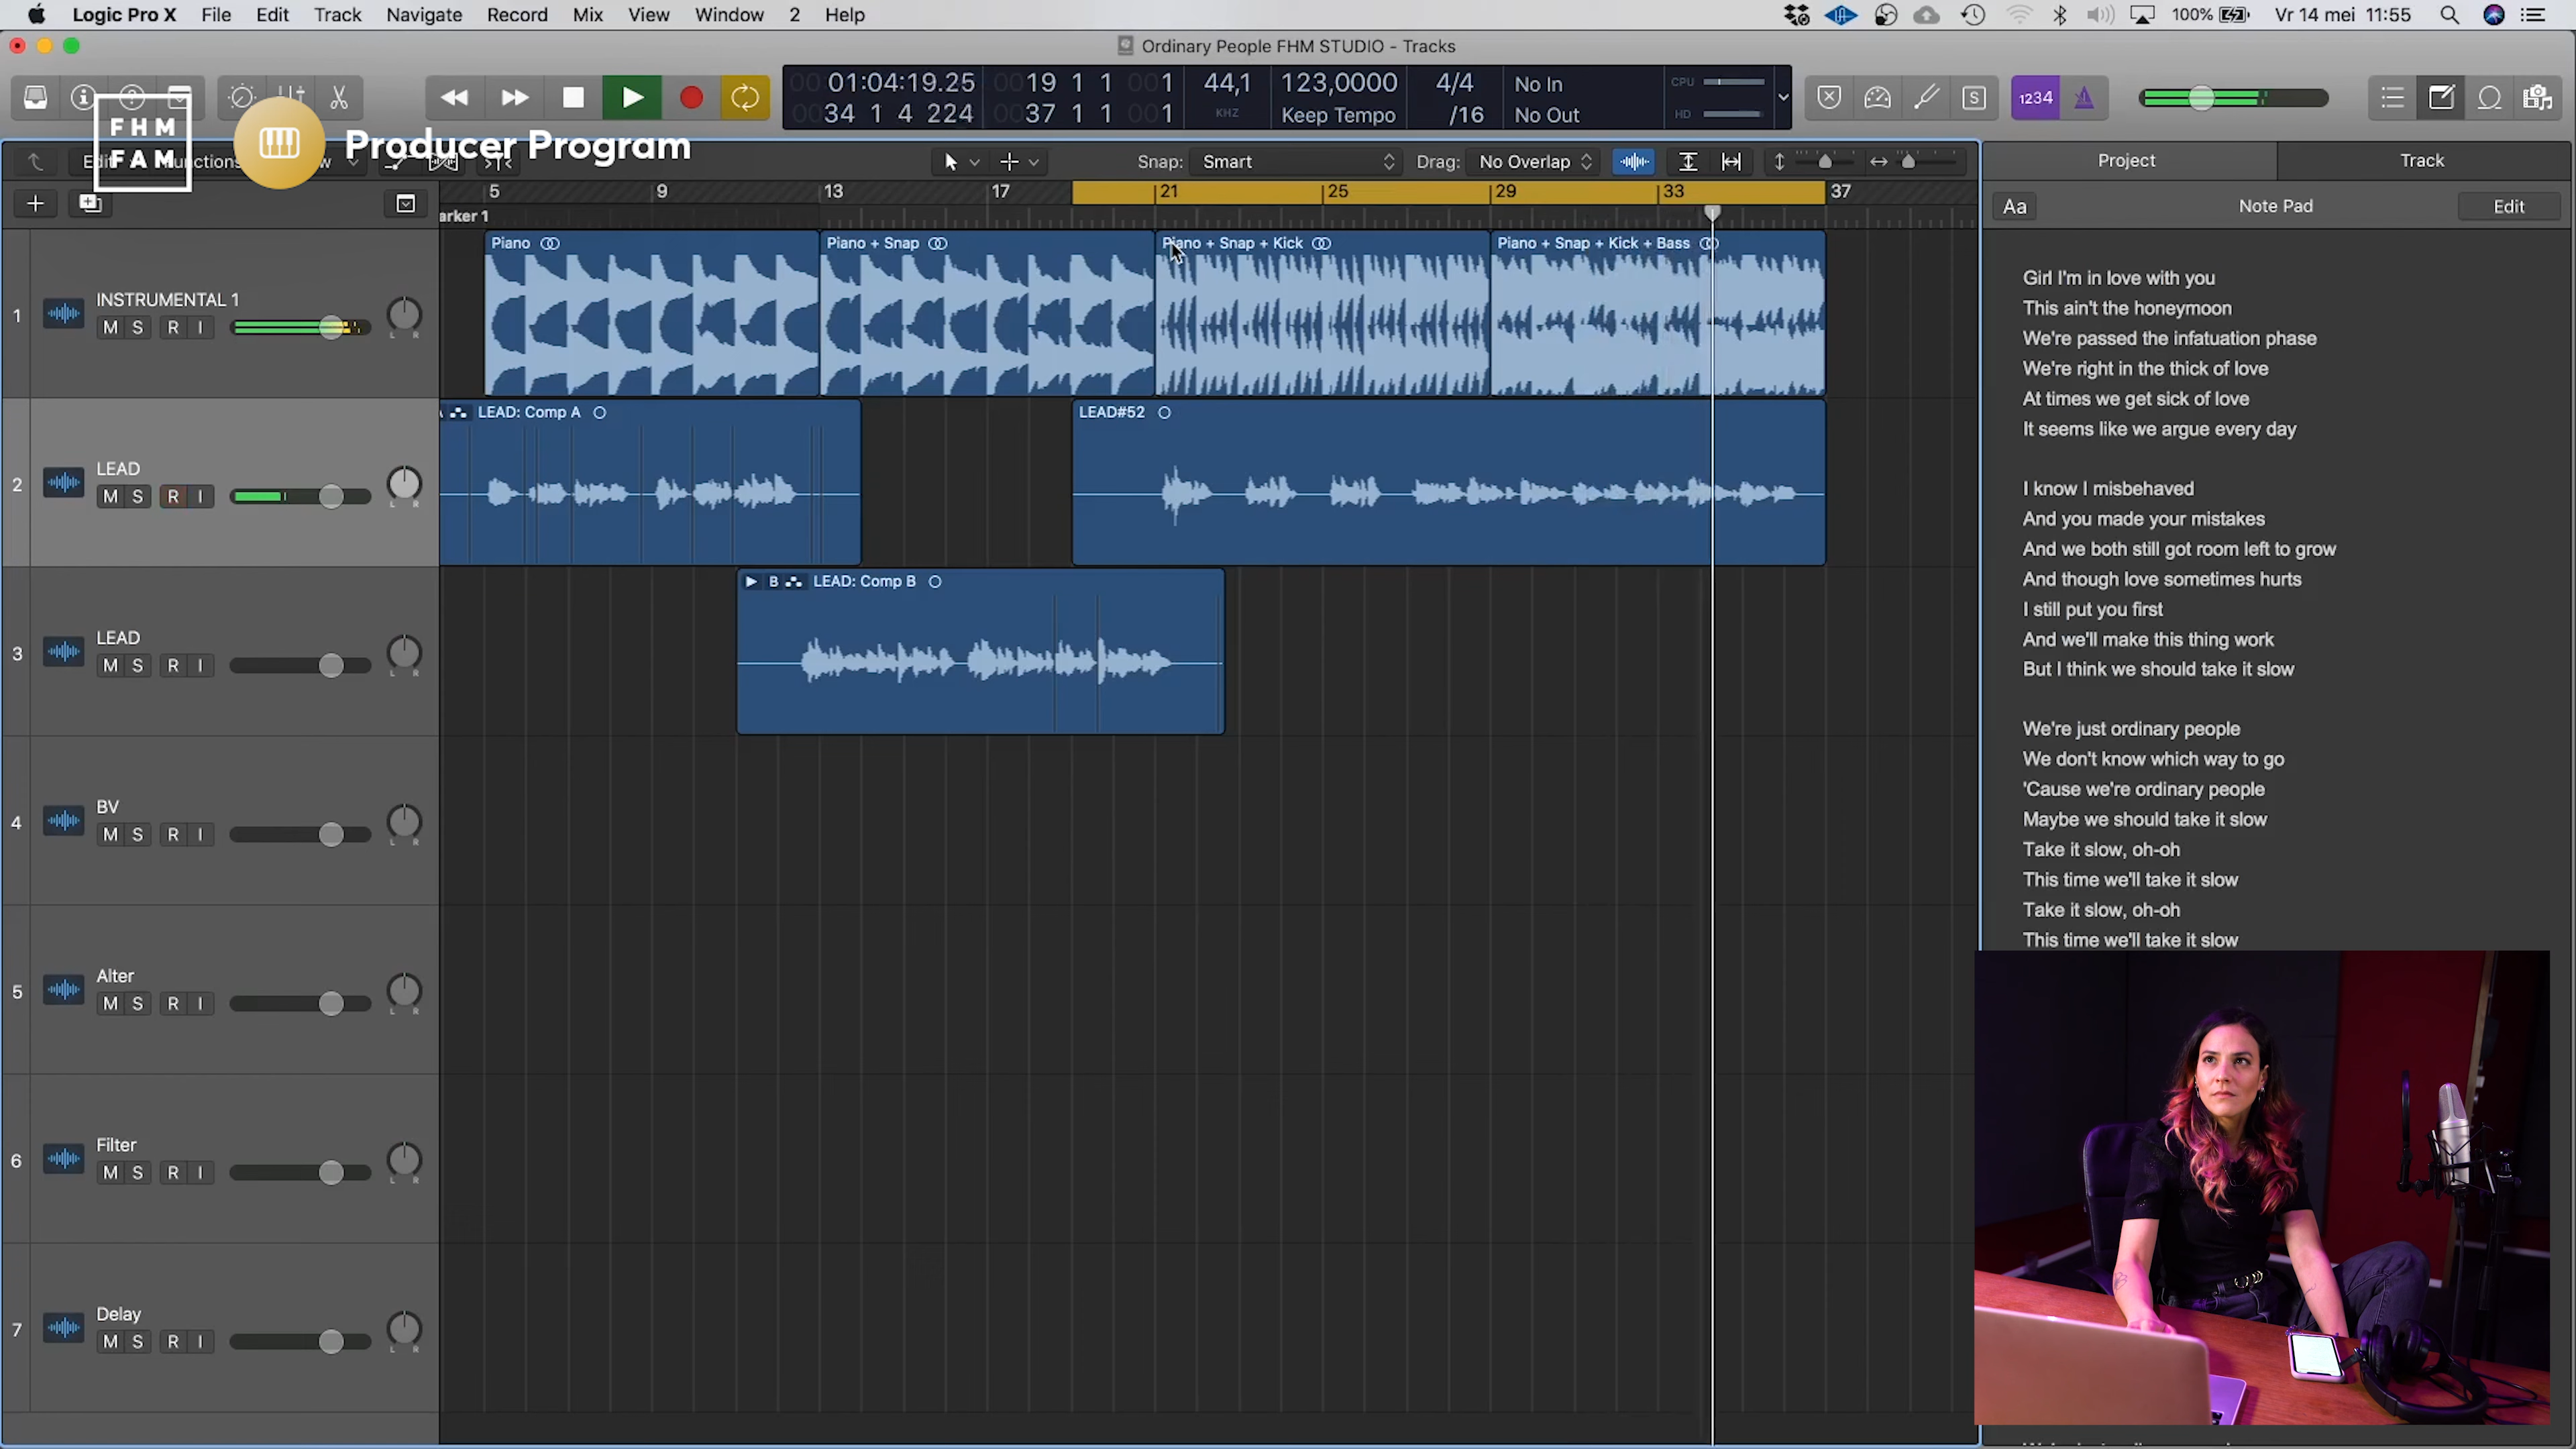 Logic Pro X File Edit Track Navigate Record Mix View Window 2 Help 100% Vr 14 mei 11:55
Ordinary People FHM STUDIO - Tracks
01:04:19.25 19 1 1 1 44,1 123,0000 4/4 No In CPU
34 1 4 224 37 1 1 1 KHZ Keep Tempo /16 No Out HD
S 1234
FHM
FAM
Producer Program
Snap: Smart Drag: No Overlap
Project Track
5 9 13 17 21 25 29 33 37
Aa Note Pad Edit
arker 1
Piano
Piano + Snap
Piano + Snap + Kick
Piano + Snap + Kick + Bass
1 INSTRUMENTAL 1
M S R I L R
LEAD: Comp A
LEAD#52
2 LEAD
M S R I L R
B LEAD: Comp B
3 LEAD
M S R I L R
4 BV
M S R I L R
5 Alter
M S R I L R
6 Filter
M S R I L R
7 Delay
M S R I L R
Girl I'm in love with you
This ain't the honeymoon
We're passed the infatuation phase
We're right in the thick of love
At times we get sick of love
It seems like we argue every day
I know I misbehaved
And you made your mistakes
And we both still got room left to grow
And though love sometimes hurts
I still put you first
And we'll make this thing work
But I think we should take it slow
We're just ordinary people
We don't know which way to go
'Cause we're ordinary people
Maybe we should take it slow
Take it slow, oh-oh
This time we'll take it slow
Take it slow, oh-oh
This time we'll take it slow